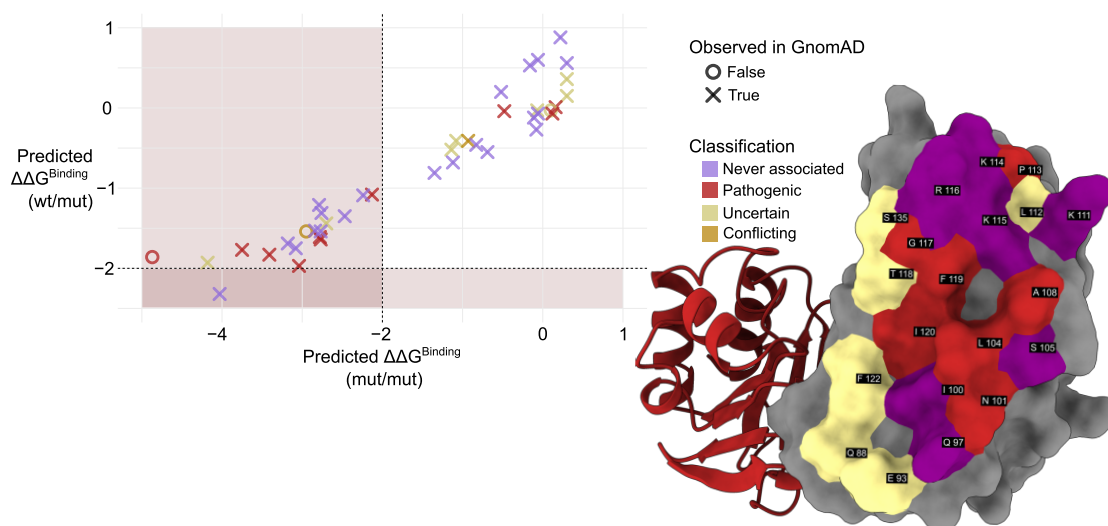 1
0
−1
−2
Predicted
ΔΔG^Binding
(wt/mut)
−4
−2
0
1
Predicted ΔΔG^Binding
(mut/mut)
Observed in GnomAD
False
True
Classification
Never associated
Pathogenic
Uncertain
Conflicting
K 114
P 113
R 116
L 112
K 111
S 135
K 115
G 117
T 118
F 119
A 108
I 120
L 104
S 105
F 122
I 100
N 101
Q 97
Q 88
E 93